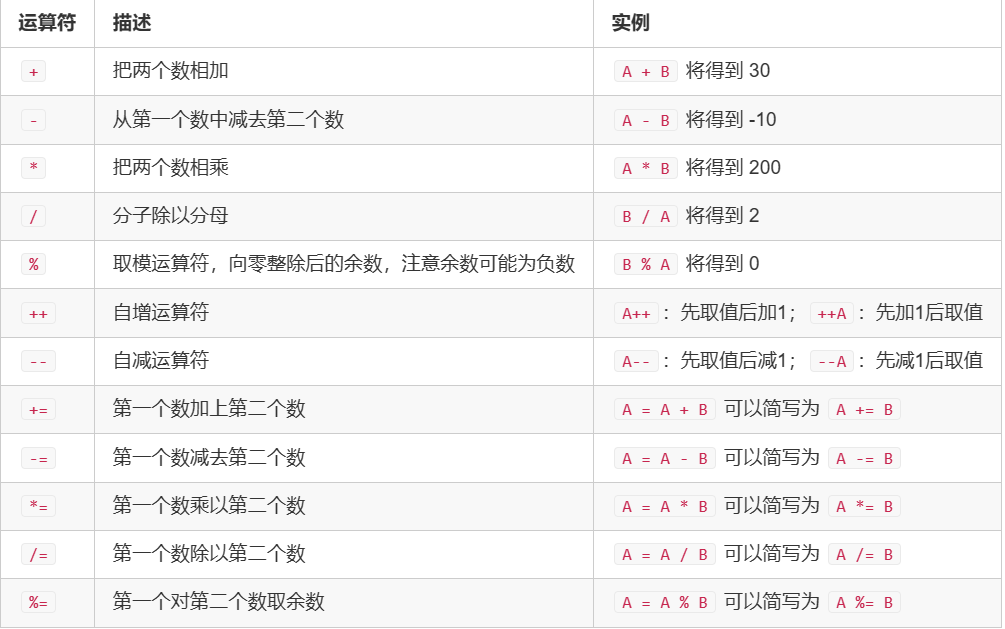 运算符 描述 实例
+ 把两个数相加 A + B 将得到 30
- 从第一个数中减去第二个数 A - B 将得到 -10
* 把两个数相乘 A * B 将得到 200
/ 分子除以分母 B / A 将得到 2
% 取模运算符，向零整除后的余数，注意余数可能为负数 B % A 将得到 0
++ 自增运算符 A++ ：先取值后加1； ++A ：先加1后取值
-- 自减运算符 A-- ：先取值后减1； --A ：先减1后取值
+= 第一个数加上第二个数 A = A + B 可以简写为 A += B
-= 第一个数减去第二个数 A = A - B 可以简写为 A -= B
*= 第一个数乘以第二个数 A = A * B 可以简写为 A *= B
/= 第一个数除以第二个数 A = A / B 可以简写为 A /= B
%= 第一个对第二个数取余数 A = A % B 可以简写为 A %= B